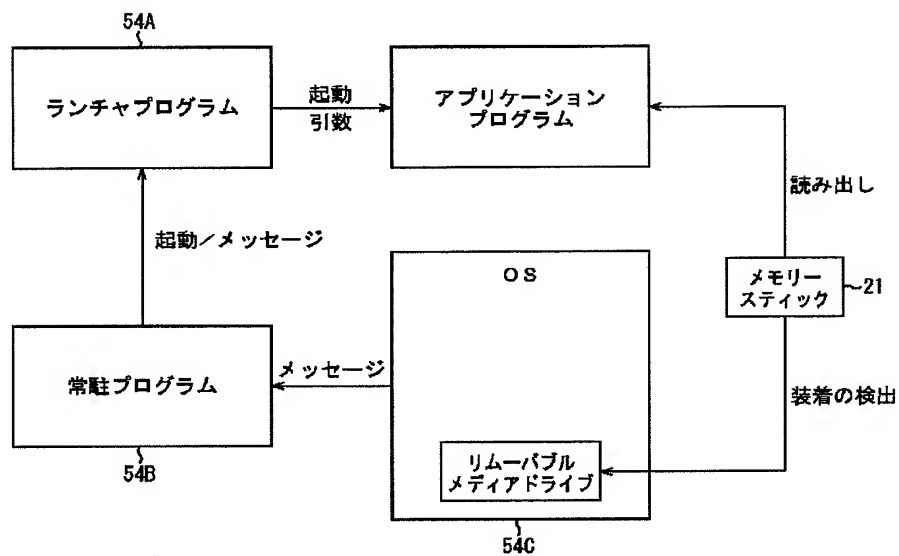 54A
ランチャプログラム
起動
引数
アプリケーション
プログラム
読み出し
起動／メッセージ
OS
メモリー
スティック
21
常駐プログラム
メッセージ
装着の検出
リムーバブル
メディアドライブ
54B
54C